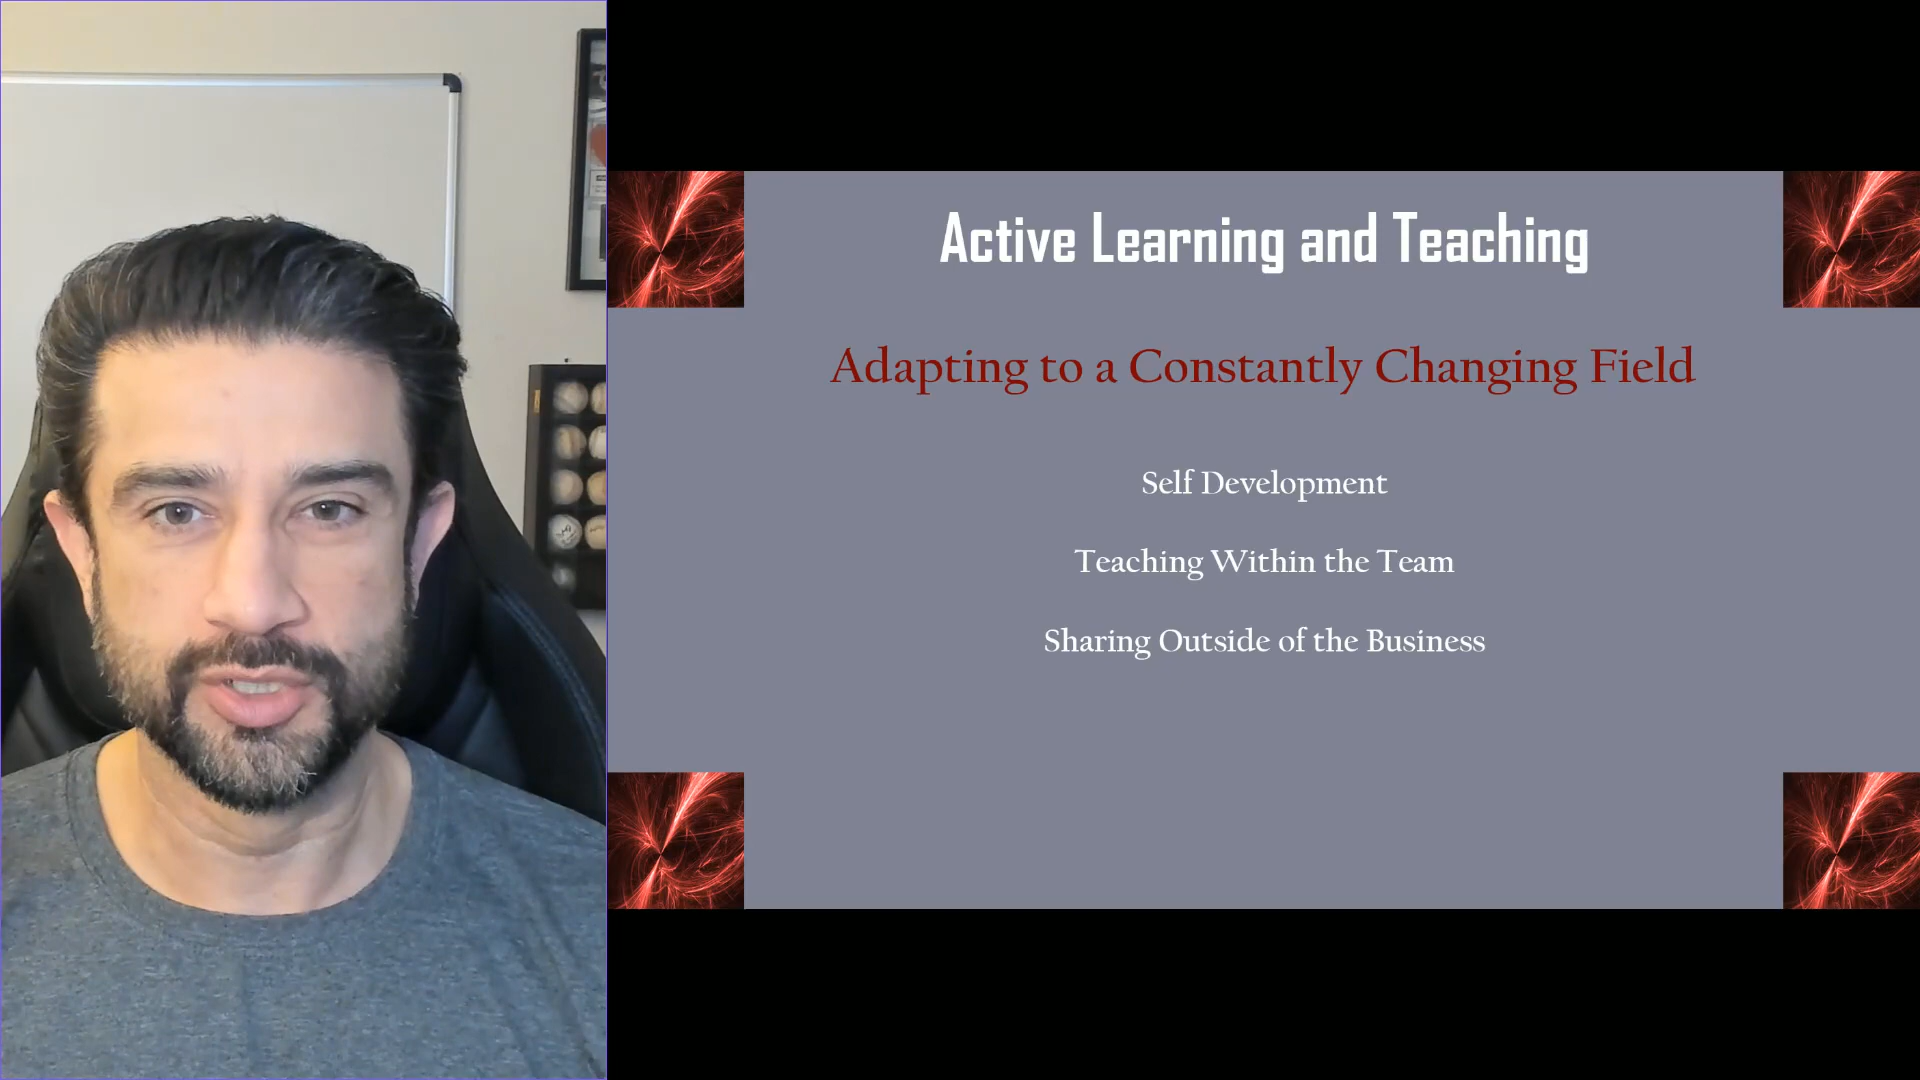 Active Learning and Teaching
Adapting to a Constantly Changing Field
Self Development
Teaching Within the Team
Sharing Outside of the Business